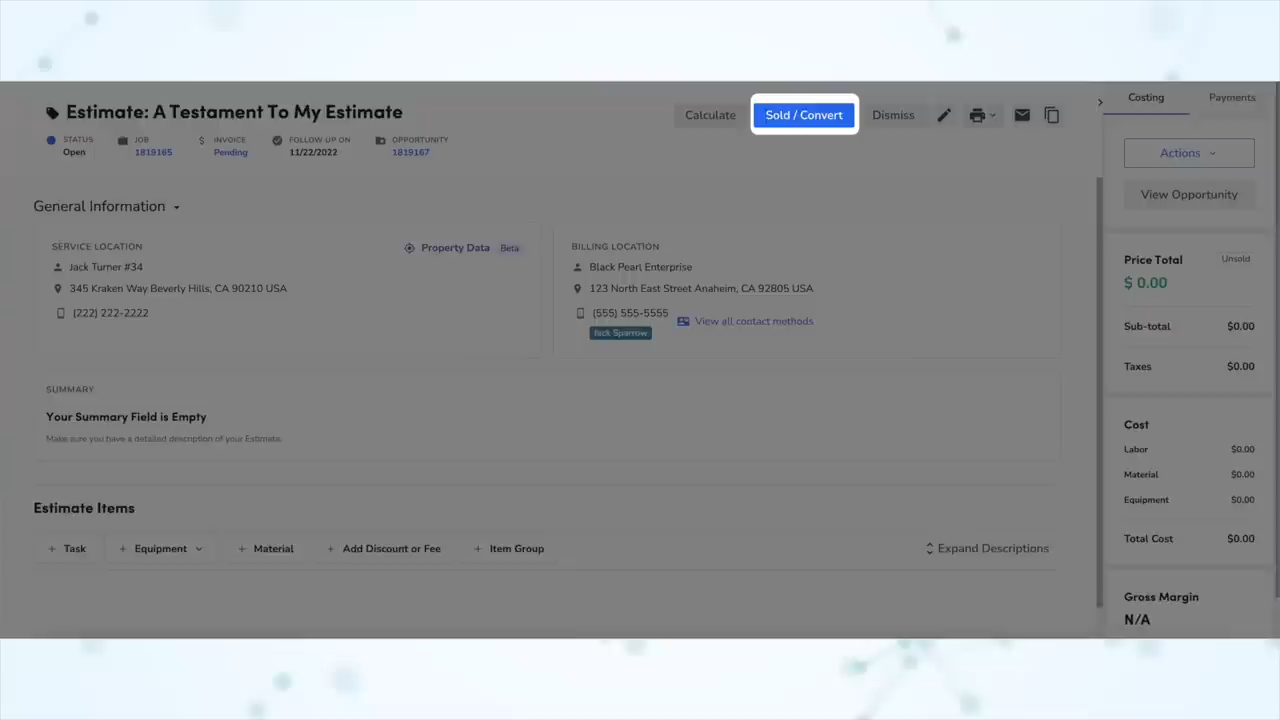 Estimate: A Testament To My Estimate
Calculate
Sold / Convert
Dismiss
Costing
Payments
STATUS
Open
JOB
1819165
INVOICE
Pending
FOLLOW UP ON
11/22/2022
OPPORTUNITY
1819167
Actions
View Opportunity
General Information
SERVICE LOCATION
Property Data Beta
Jack Turner #34
345 Kraken Way Beverly Hills, CA 90210 USA
(222) 222-2222
BILLING LOCATION
Black Pearl Enterprise
123 North East Street Anaheim, CA 92805 USA
(555) 555-5555
Jack Sparrow
View all contact methods
Price Total Unsold
$ 0.00
Sub-total $0.00
Taxes $0.00
SUMMARY
Your Summary Field is Empty
Make sure you have a detailed description of your Estimate.
Cost
Labor $0.00
Material $0.00
Equipment $0.00
Total Cost $0.00
Estimate Items
+ Task
+ Equipment
+ Material
+ Add Discount or Fee
+ Item Group
Expand Descriptions
Gross Margin
N/A